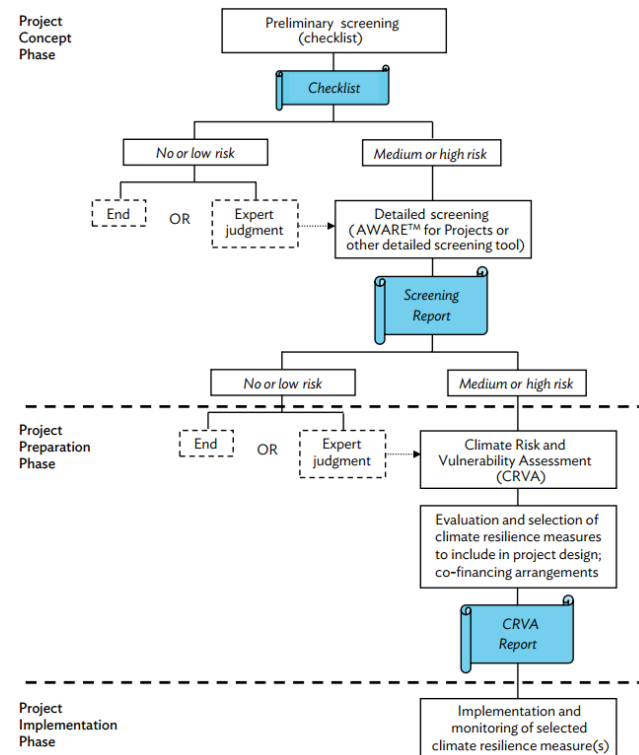 Project
Concept
Phase
Preliminary screening
(checklist)
Checklist
No or low risk
Medium or high risk
End
OR
Expert
judgment
Detailed screening
(AWARE™ for Projects or
other detailed screening tool)
Screening
Report
No or low risk
Medium or high risk
Project
Preparation
Phase
End
OR
Expert
judgment
Climate Risk and
Vulnerability Assessment
(CRVA)
Evaluation and selection of
climate resilience measures
to include in project design;
co-financing arrangements
CRVA
Report
Project
Implementation
Phase
Implementation and
monitoring of selected
climate resilience measure(s)